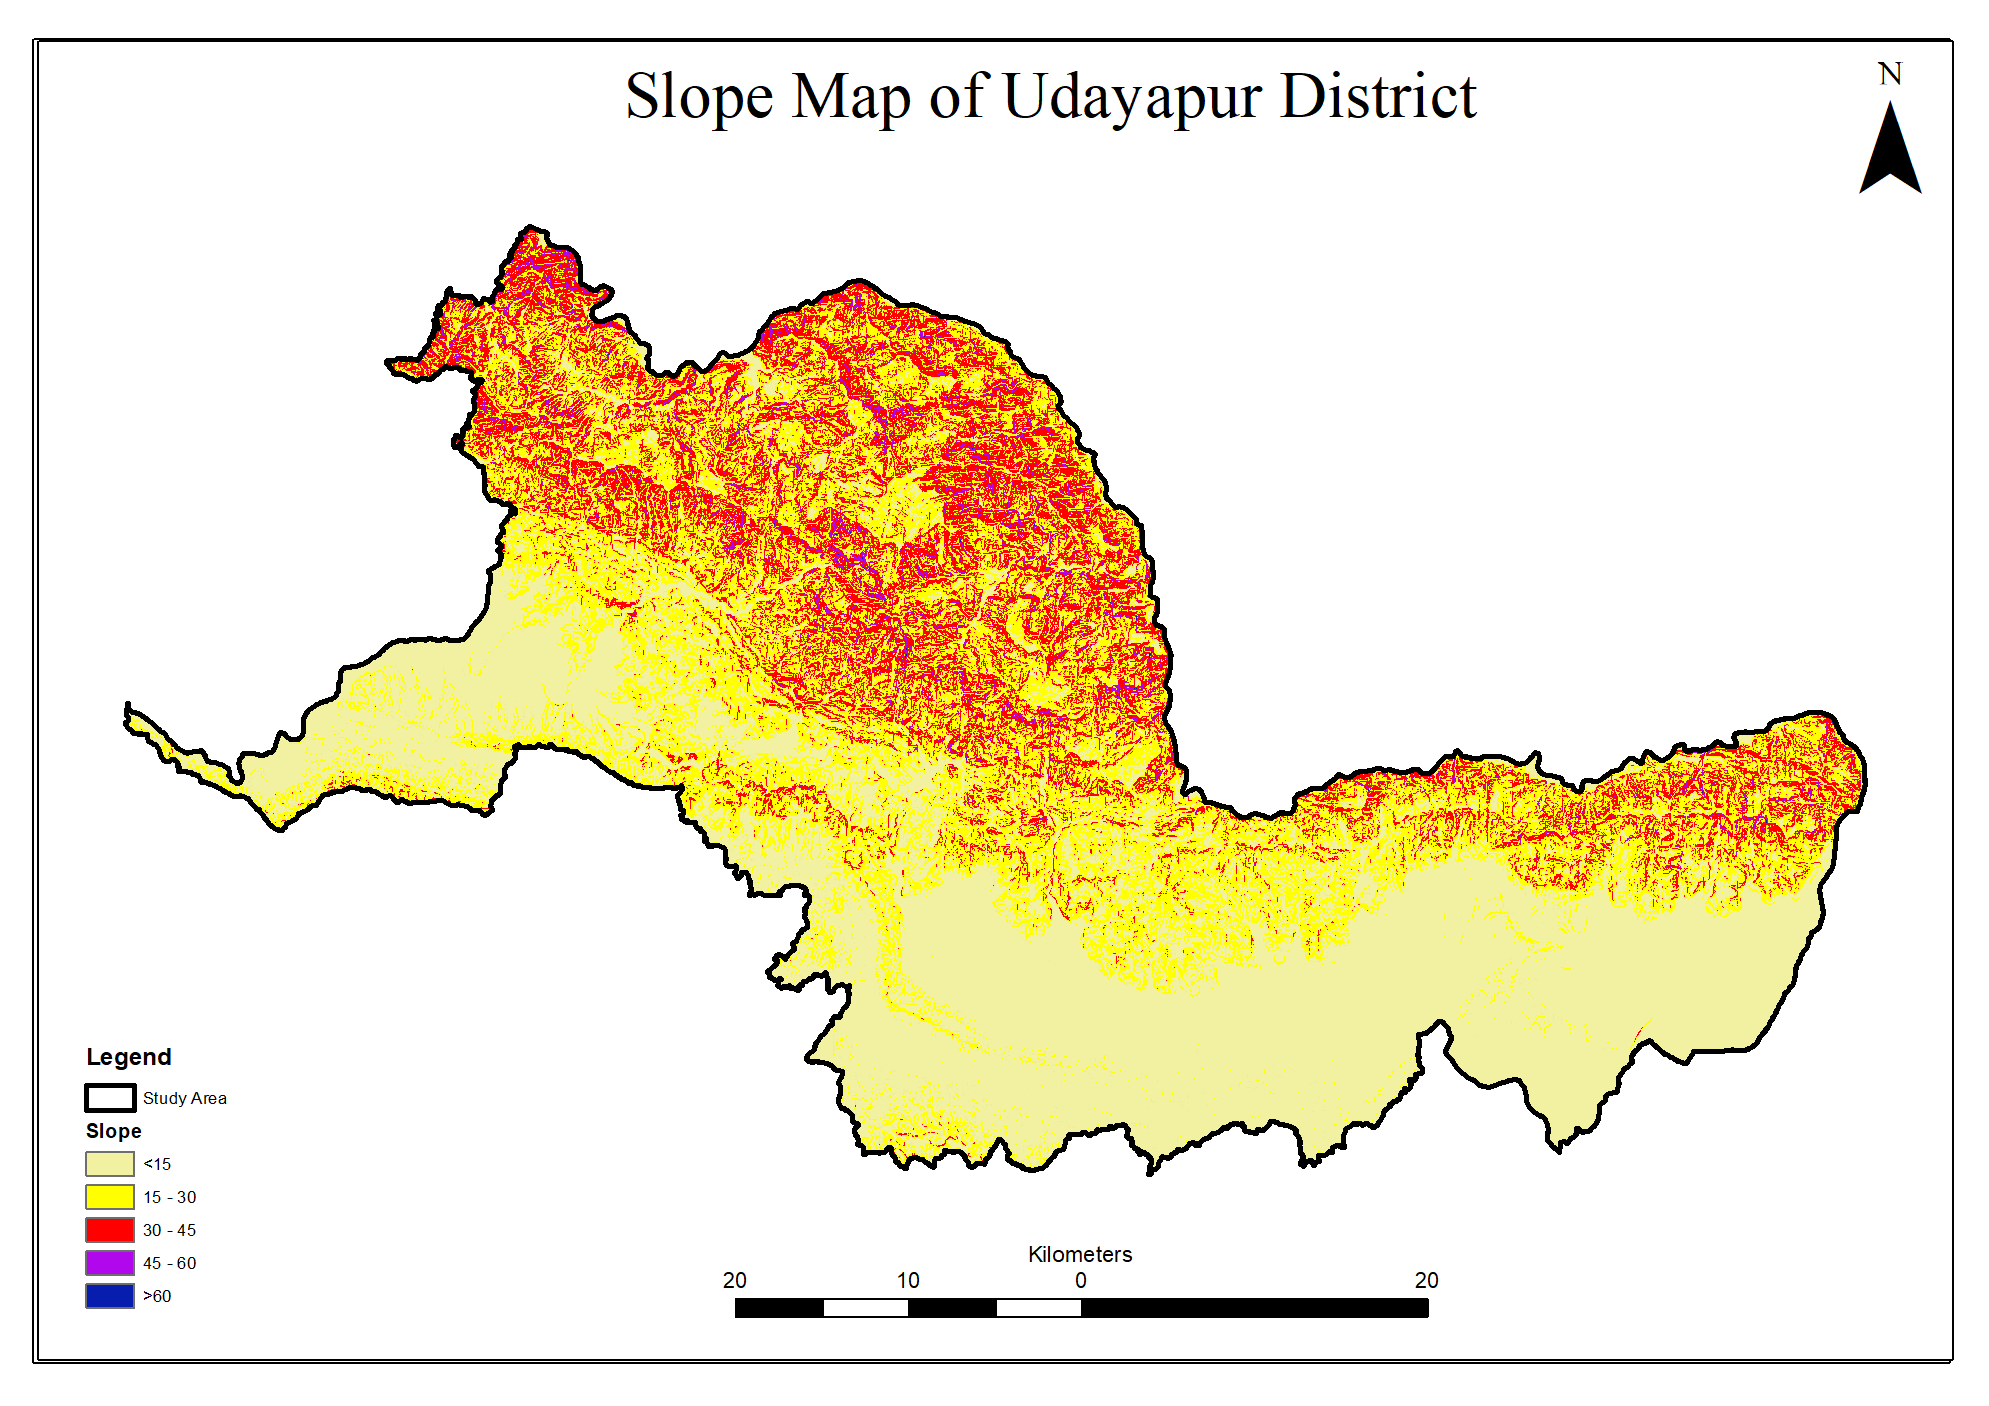 Slope Map of Udayapur District
N
Legend
Study Area
Slope
<15
15 - 30
30 - 45
45 - 60
>60
Kilometers
20 10 0 20